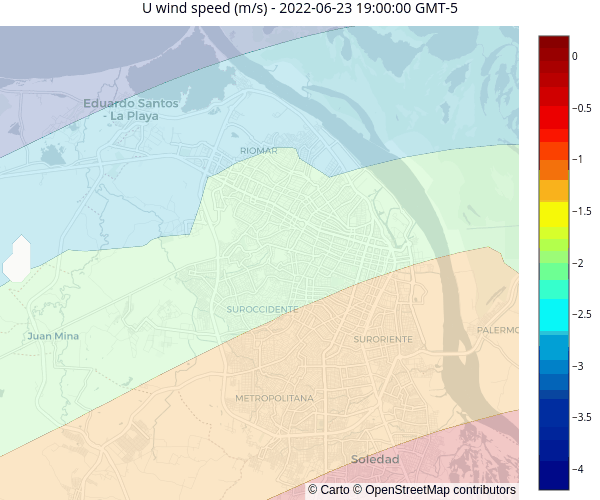 U wind speed (m/s) - 2022-06-23 19:00:00 GMT-5
Eduardo Santos
- La Playa
RIOMAR
SUROCCIDENTE
Juan Mina
SURORIENTE
PALERMO
METROPOLITANA
Soledad
© Carto © OpenStreetMap contributors
0
−0.5
−1
−1.5
−2
−2.5
−3
−3.5
−4